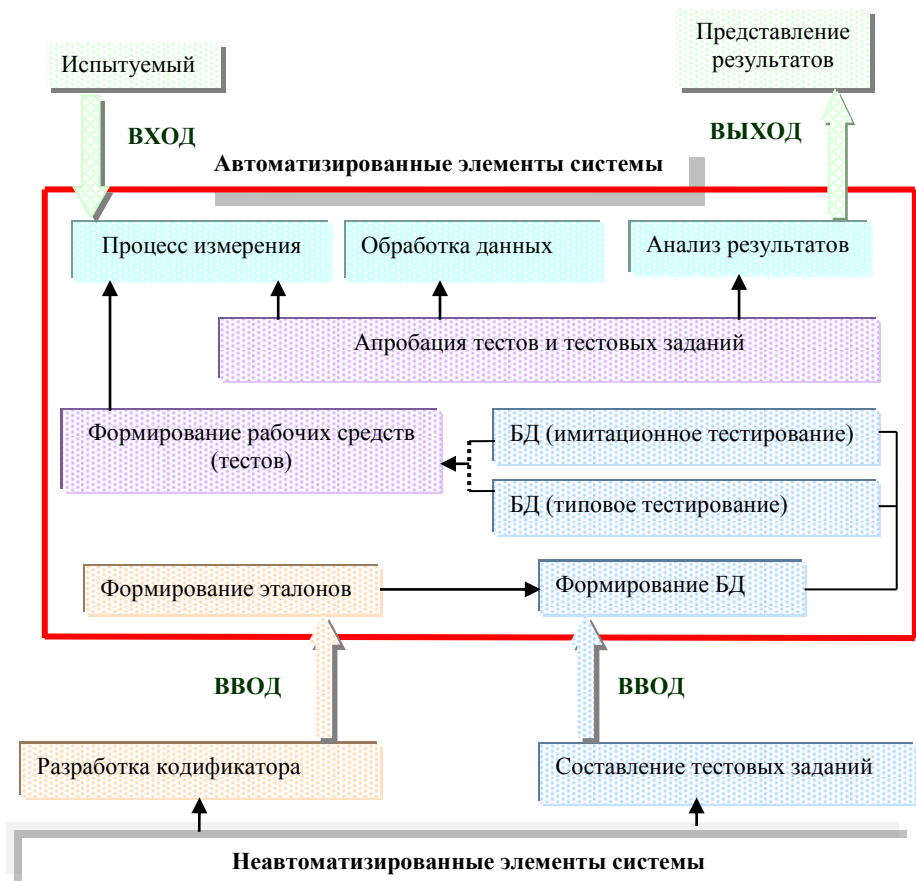 Испытуемый
Представление
результатов
ВХОД
ВЫХОД
Автоматизированные элементы системы
Процесс измерения
Обработка данных
Анализ результатов
Апробация тестов и тестовых заданий
Формирование рабочих средств
(тестов)
БД (имитационное тестирование)
БД (типовое тестирование)
Формирование эталонов
Формирование БД
ВВОД
ВВОД
Разработка кодификатора
Составление тестовых заданий
Неавтоматизированные элементы системы